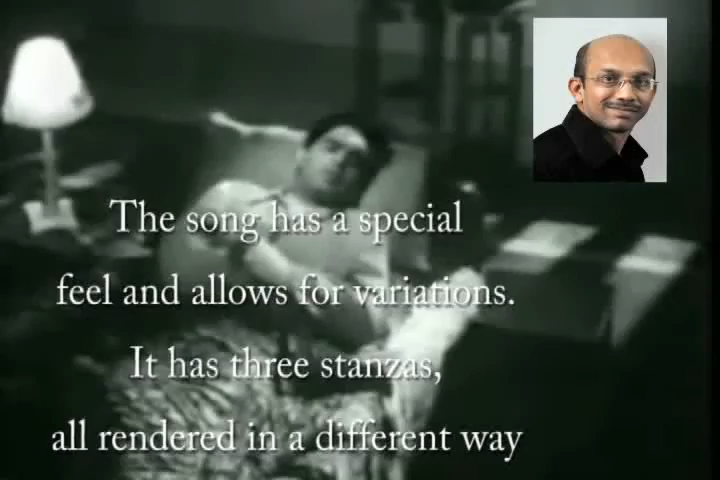 The song has a special
feel and allows for variations.
It has three stanzas,
all rendered in a different way